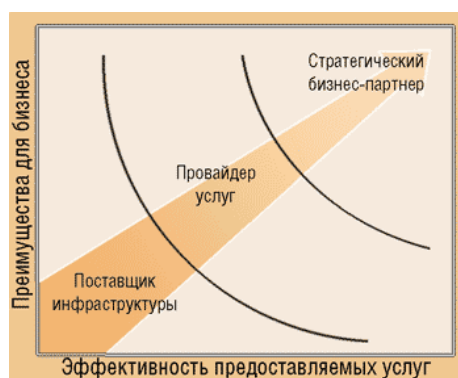 Преимущества для бизнеса
Стратегический
бизнес-партнер
Провайдер
услуг
Поставщик
инфраструктуры
Эффективность предоставляемых услуг